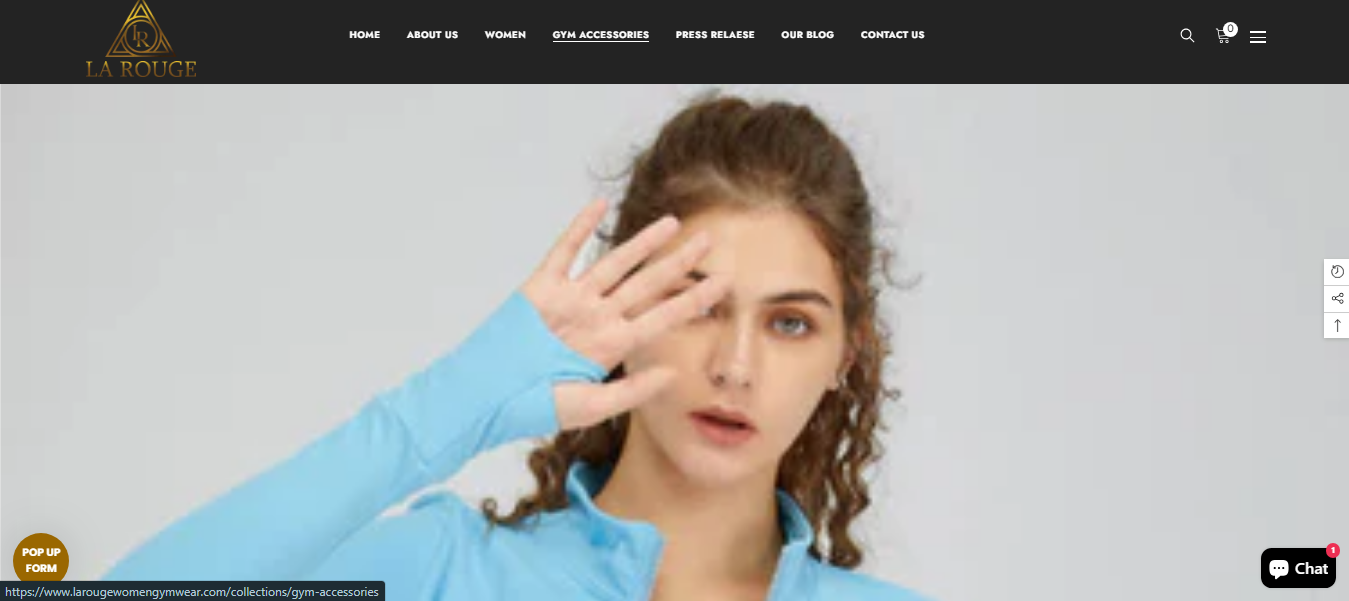 LR
LA ROUGE
HOME ABOUT US WOMEN GYM ACCESSORIES PRESS RELAESE OUR BLOG CONTACT US
0
POP UP
FORM
1
Chat
https://www.larougewomengymwear.com/collections/gym-accessories